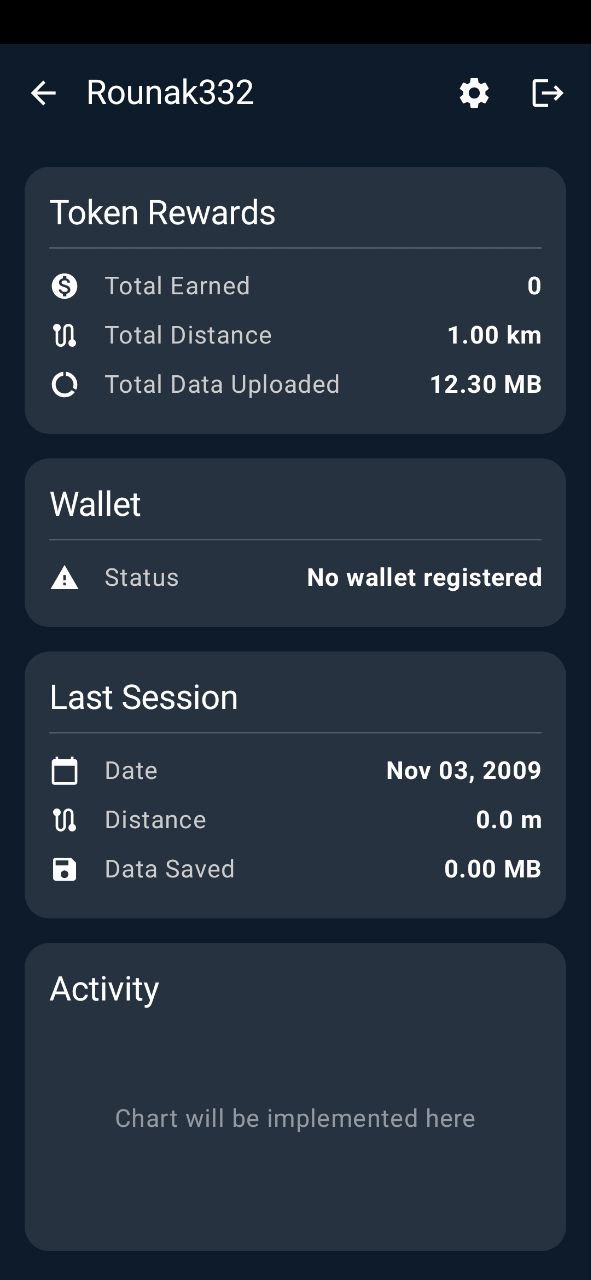 Rounak332
Token Rewards
Total Earned 0
Total Distance 1.00 km
Total Data Uploaded 12.30 MB
Wallet
Status No wallet registered
Last Session
Date Nov 03, 2009
Distance 0.0 m
Data Saved 0.00 MB
Activity
Chart will be implemented here